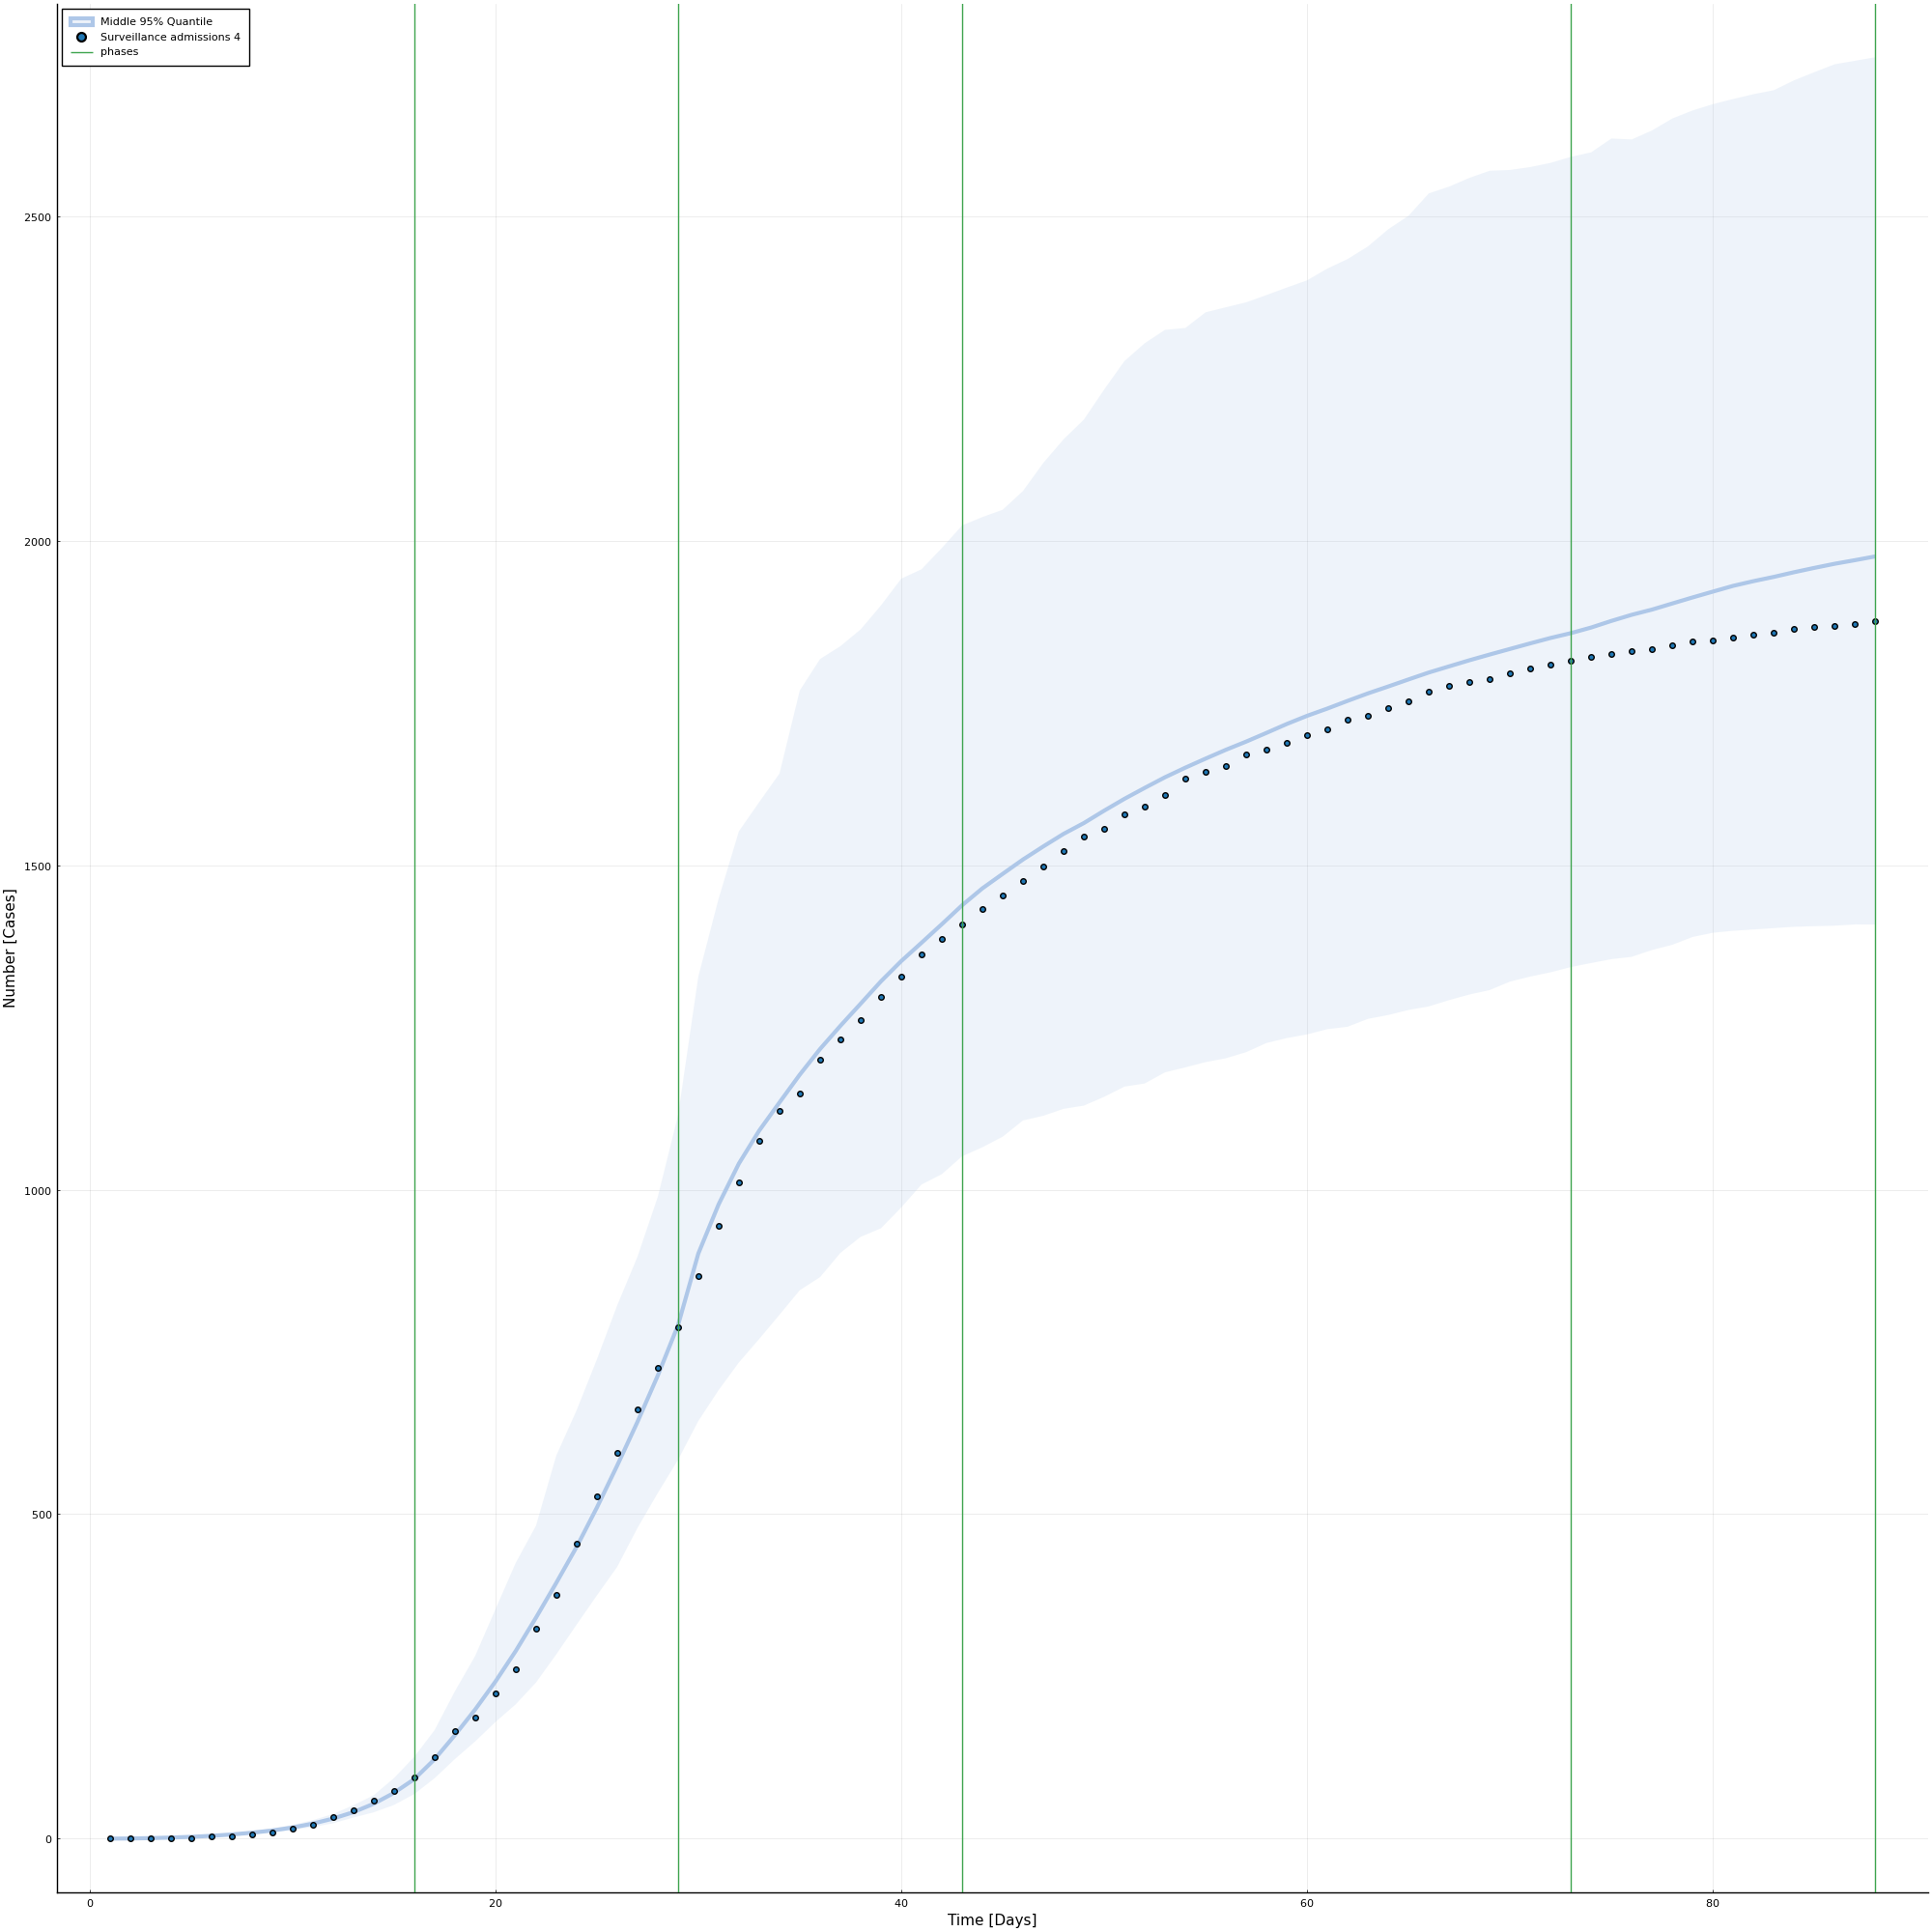 Middle 95% Quantile
Surveillance admissions 4
phases
2500
2000
1500
1000
500
0
Number [Cases]
0 20 40 60 80
Time [Days]